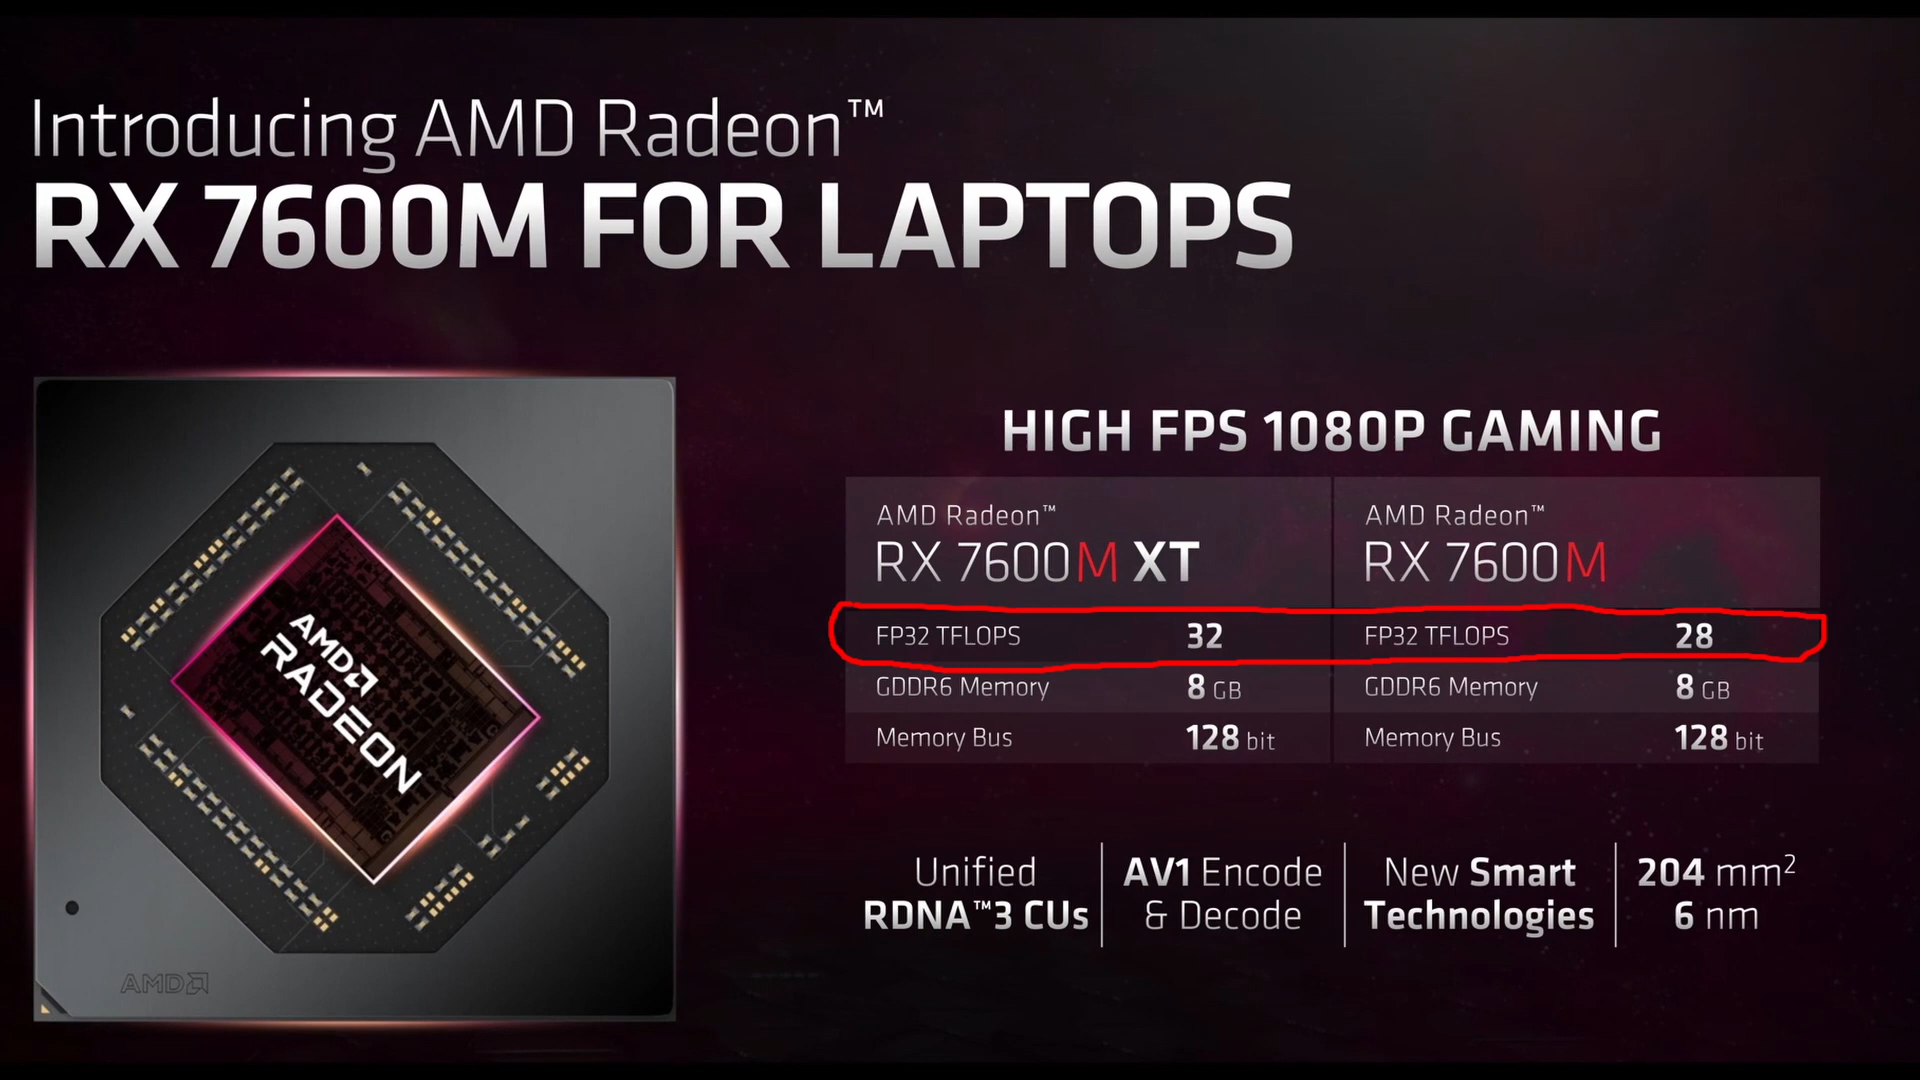 Introducing AMD Radeon™
RX 7600M FOR LAPTOPS
AMD
RADEON
AMD
HIGH FPS 1080P GAMING
AMD Radeon™
RX 7600M XT
FP32 TFLOPS 32
GDDR6 Memory 8 GB
Memory Bus 128 bit
AMD Radeon™
RX 7600M
FP32 TFLOPS 28
GDDR6 Memory 8 GB
Memory Bus 128 bit
Unified
RDNA™3 CUs
AV1 Encode
& Decode
New Smart
Technologies
204 mm²
6 nm